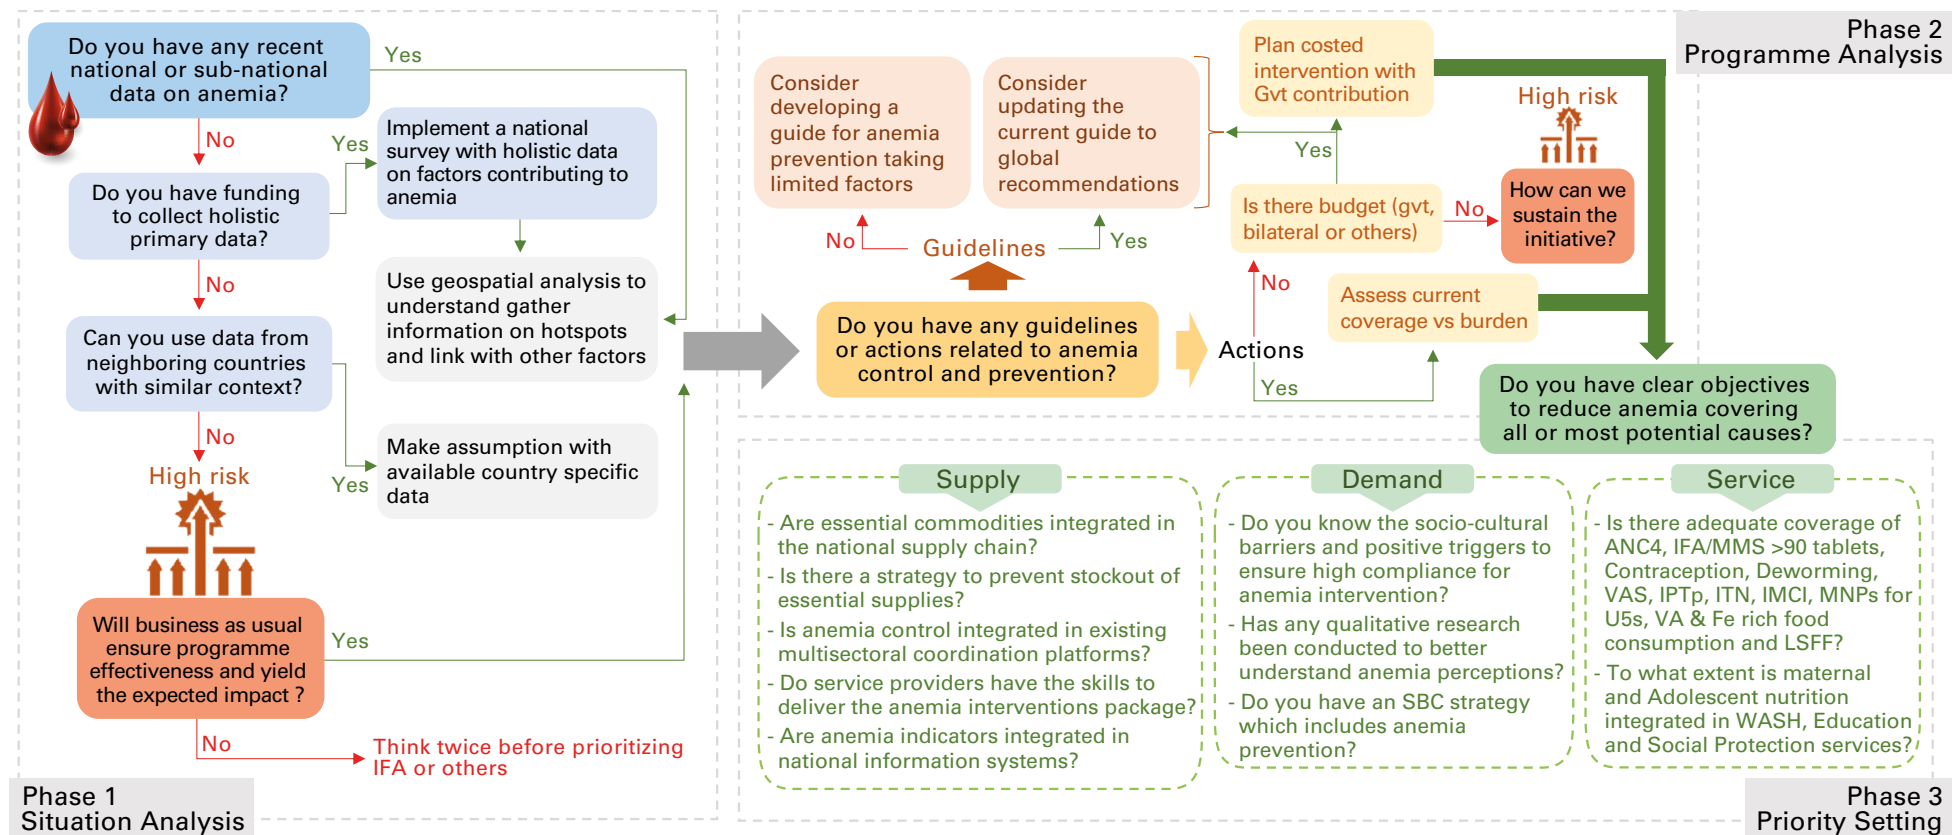 Do you have any recent
national or sub-national
data on anemia?
Yes
No
Do you have funding
to collect holistic
primary data?
Yes
Implement a national
survey with holistic data
on factors contributing to
anemia
No
Use geospatial analysis to
understand gather
information on hotspots
and link with other factors
Can you use data from
neighboring countries
with similar context?
No
Yes
Make assumption with
available country specific
data
High risk
Will business as usual
ensure programme
effectiveness and yield
the expected impact ?
Yes
No
Think twice before prioritizing
IFA or others
Phase 1
Situation Analysis
Phase 2
Programme Analysis
Consider
developing a
guide for anemia
prevention taking
limited factors
Consider
updating the
current guide to
global
recommendations
Plan costed
intervention with
Gvt contribution
Yes
High risk
Is there budget (gvt,
bilateral or others)
No
How can we
sustain the
initiative?
No
Guidelines
Yes
No
Assess current
coverage vs burden
Do you have any guidelines
or actions related to anemia
control and prevention?
Actions
Yes
Do you have clear objectives
to reduce anemia covering
all or most potential causes?
Supply
- Are essential commodities integrated in
the national supply chain?
- Is there a strategy to prevent stockout of
essential supplies?
- Is anemia control integrated in existing
multisectoral coordination platforms?
- Do service providers have the skills to
deliver the anemia interventions package?
- Are anemia indicators integrated in
national information systems?
Demand
- Do you know the socio-cultural
barriers and positive triggers to
ensure high compliance for
anemia intervention?
- Has any qualitative research
been conducted to better
understand anemia perceptions?
- Do you have an SBC strategy
which includes anemia
prevention?
Service
- Is there adequate coverage of
ANC4, IFA/MMS >90 tablets,
Contraception, Deworming,
VAS, IPTp, ITN, IMCI, MNPs for
U5s, VA & Fe rich food
consumption and LSFF?
- To what extent is maternal
and Adolescent nutrition
integrated in WASH, Education
and Social Protection services?
Phase 3
Priority Setting